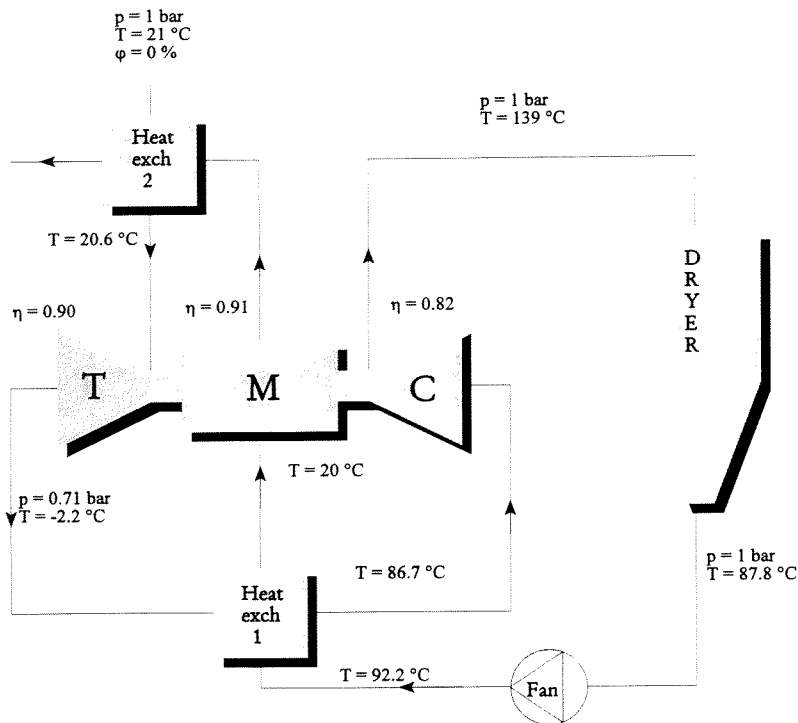 p = 1 bar
T = 21 °C
φ = 0 %
p = 1 bar
T = 139 °C
Heat
exch
2
T = 20.6 °C
D
R
Y
E
R
η = 0.90
η = 0.91
η = 0.82
T
M
C
T = 20 °C
p = 0.71 bar
T = -2.2 °C
p = 1 bar
T = 87.8 °C
T = 86.7 °C
Heat
exch
1
T = 92.2 °C
Fan